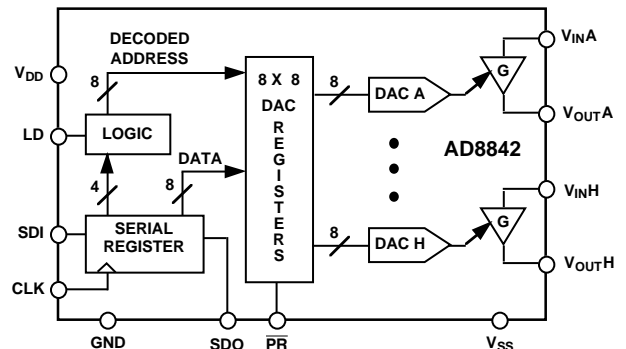 DECODED
ADDRESS
VDD
8
8 X 8
DAC
REGISTERS
8
DAC A
G
VINA
VOUTA
LD
LOGIC
DATA
4
8
AD8842
SDI
SERIAL
REGISTER
CLK
8
DAC H
G
VINH
VOUTH
GND
SDO
PR
VSS